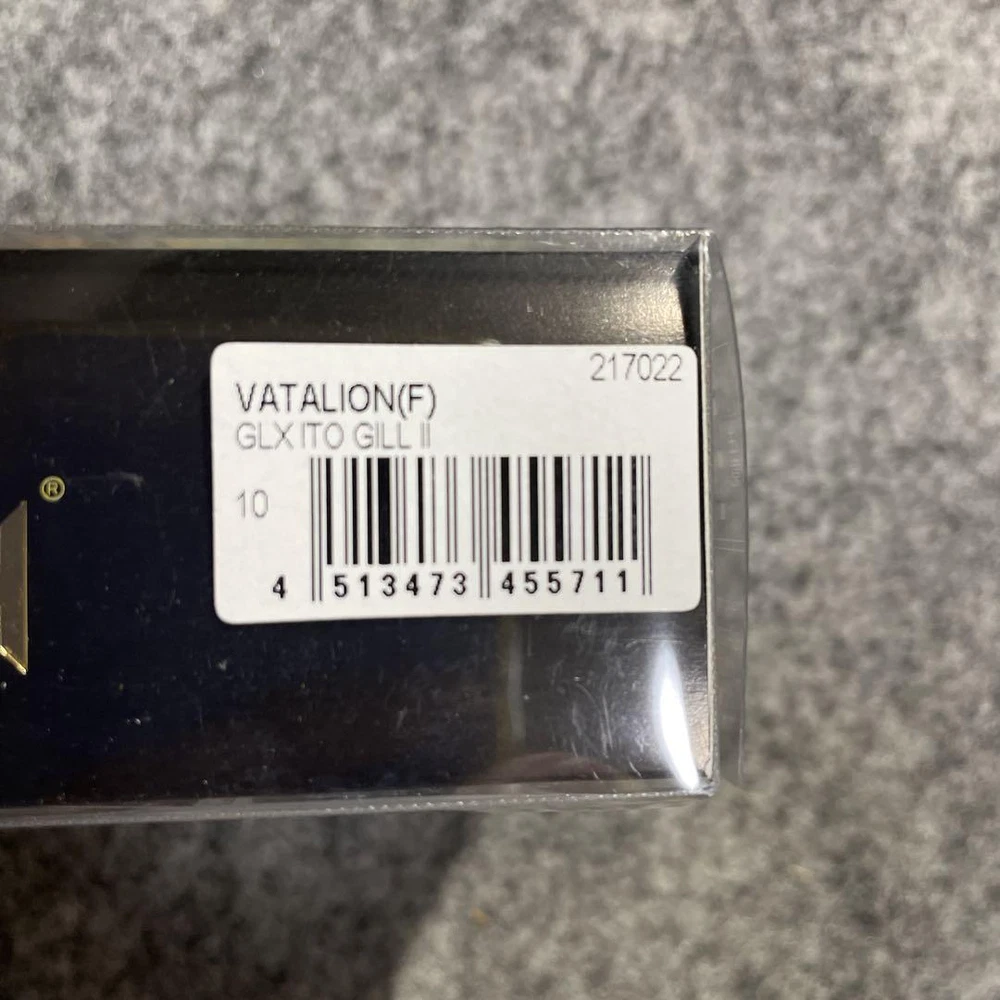 217022
VATALION(F)
GLX ITO GILL II
10
4 513473 455711
®